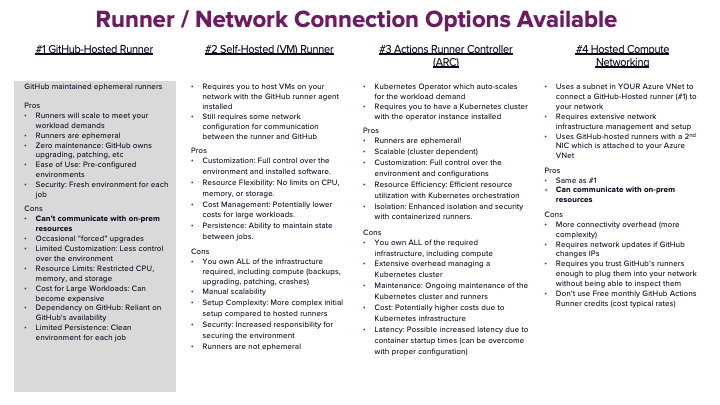 Runner / Network Connection Options Available
#1 GitHub-Hosted Runner
GitHub maintained ephemeral runners
Pros
• Runners will scale to meet your
workload demands
• Runners are ephemeral
• Zero maintenance: GitHub owns
upgrading, patching, etc
• Ease of Use: Pre-configured
environments
• Security: Fresh environment for each
job
Cons
• Can't communicate with on-prem
resources
• Occasional "forced" upgrades
• Limited Customization: Less control
over the environment
• Resource Limits: Restricted CPU,
memory, and storage
• Cost for Large Workloads: Can
become expensive
• Dependency on GitHub: Reliant on
GitHub's availability
• Limited Persistence: Clean
environment for each job
#2 Self-Hosted (VM) Runner
• Requires you to host VMs on your
network with the GitHub runner agent
installed
• Still requires some network
configuration for communication
between the runner and GitHub
Pros
• Customization: Full control over the
environment and installed software.
• Resource Flexibility: No limits on CPU,
memory, or storage.
• Cost Management: Potentially lower
costs for large workloads.
• Persistence: Ability to maintain state
between jobs.
Cons
• You own ALL of the infrastructure
required, including compute (backups,
upgrading, patching, crashes)
• Manual scalability
• Setup Complexity: More complex initial
setup compared to hosted runners
• Security: Increased responsibility for
securing the environment
• Runners are not ephemeral
#3 Actions Runner Controller
(ARC)
• Kubernetes Operator which auto-scales
for the workload demand
• Requires you to have a Kubernetes cluster
with the operator instance installed
Pros
• Runners are ephemeral!
• Scalable (cluster dependent)
• Customization: Full control over the
environment and configurations
• Resource Efficiency: Efficient resource
utilization with Kubernetes orchestration
• Isolation: Enhanced isolation and security
with containerized runners.
Cons
• You own ALL of the required
infrastructure, including compute
• Extensive overhead managing a
Kubernetes cluster
• Maintenance: Ongoing maintenance of the
Kubernetes cluster and runners
• Cost: Potentially higher costs due to
Kubernetes infrastructure
• Latency: Possible increased latency due to
container startup times (can be overcome
with proper configuration)
#4 Hosted Compute
Networking
• Uses a subnet in YOUR Azure VNet to
connect a GitHub-Hosted runner (#1) to
your network
• Requires extensive network
infrastructure management and setup
• Uses GitHub-hosted runners with a 2nd
NIC which is attached to your Azure
VNet
Pros
• Same as #1
+ Can communicate with on-prem
resources
Cons
• More connectivity overhead (more
complexity)
• Requires network updates if GitHub
changes IPs
• Requires you trust GitHub's runners
enough to plug them into your network
without being able to inspect them
• Don't use Free monthly GitHub Actions
Runner credits (cost typical rates)